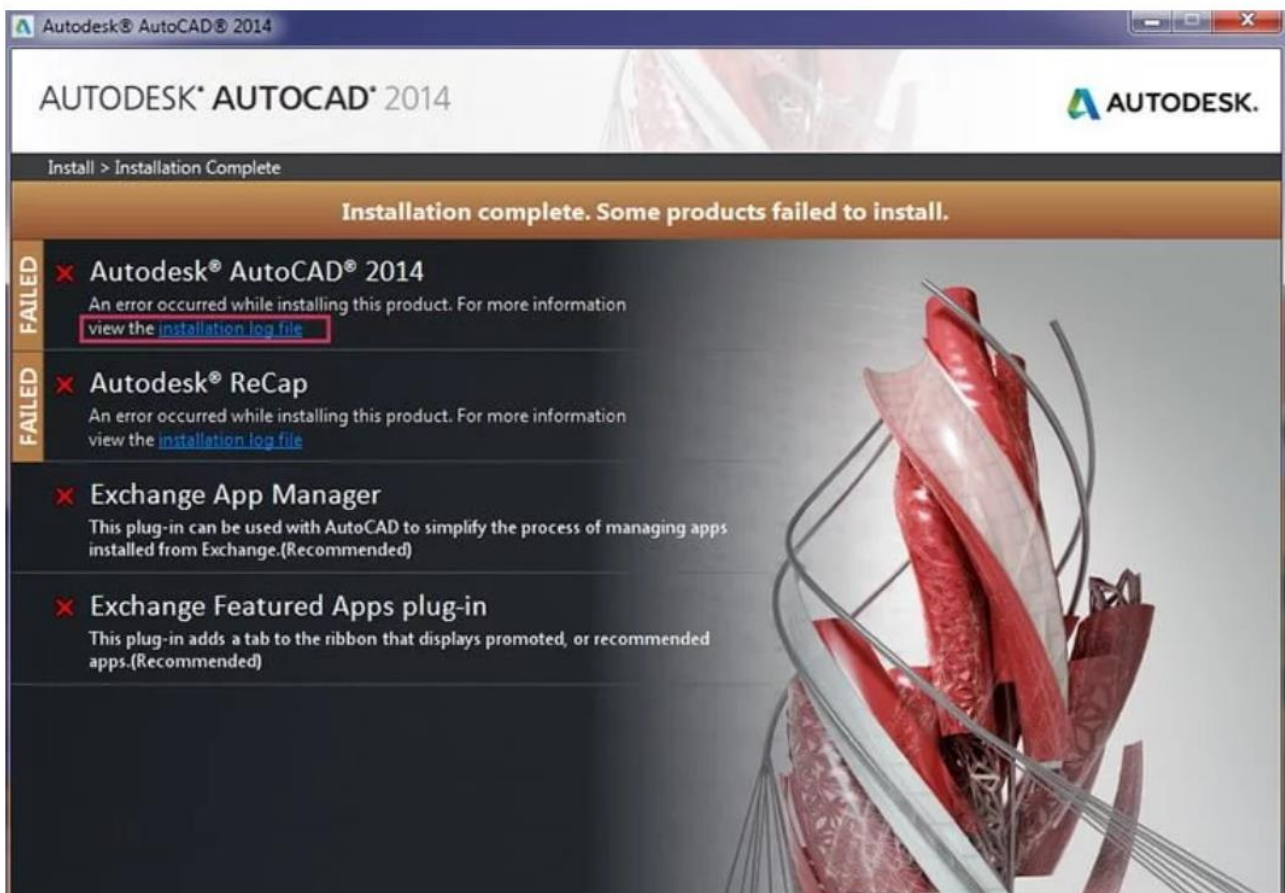 Autodesk® AutoCAD® 2014
AUTODESK® AUTOCAD® 2014
AUTODESK.
Install > Installation Complete
Installation complete. Some products failed to install.
FAILED
Autodesk® AutoCAD® 2014
An error occurred while installing this product. For more information
view the installation log file
FAILED
Autodesk® ReCap
An error occurred while installing this product. For more information
view the installation log file
Exchange App Manager
This plug-in can be used with AutoCAD to simplify the process of managing apps
installed from Exchange.(Recommended)
Exchange Featured Apps plug-in
This plug-in adds a tab to the ribbon that displays promoted, or recommended
apps.(Recommended)